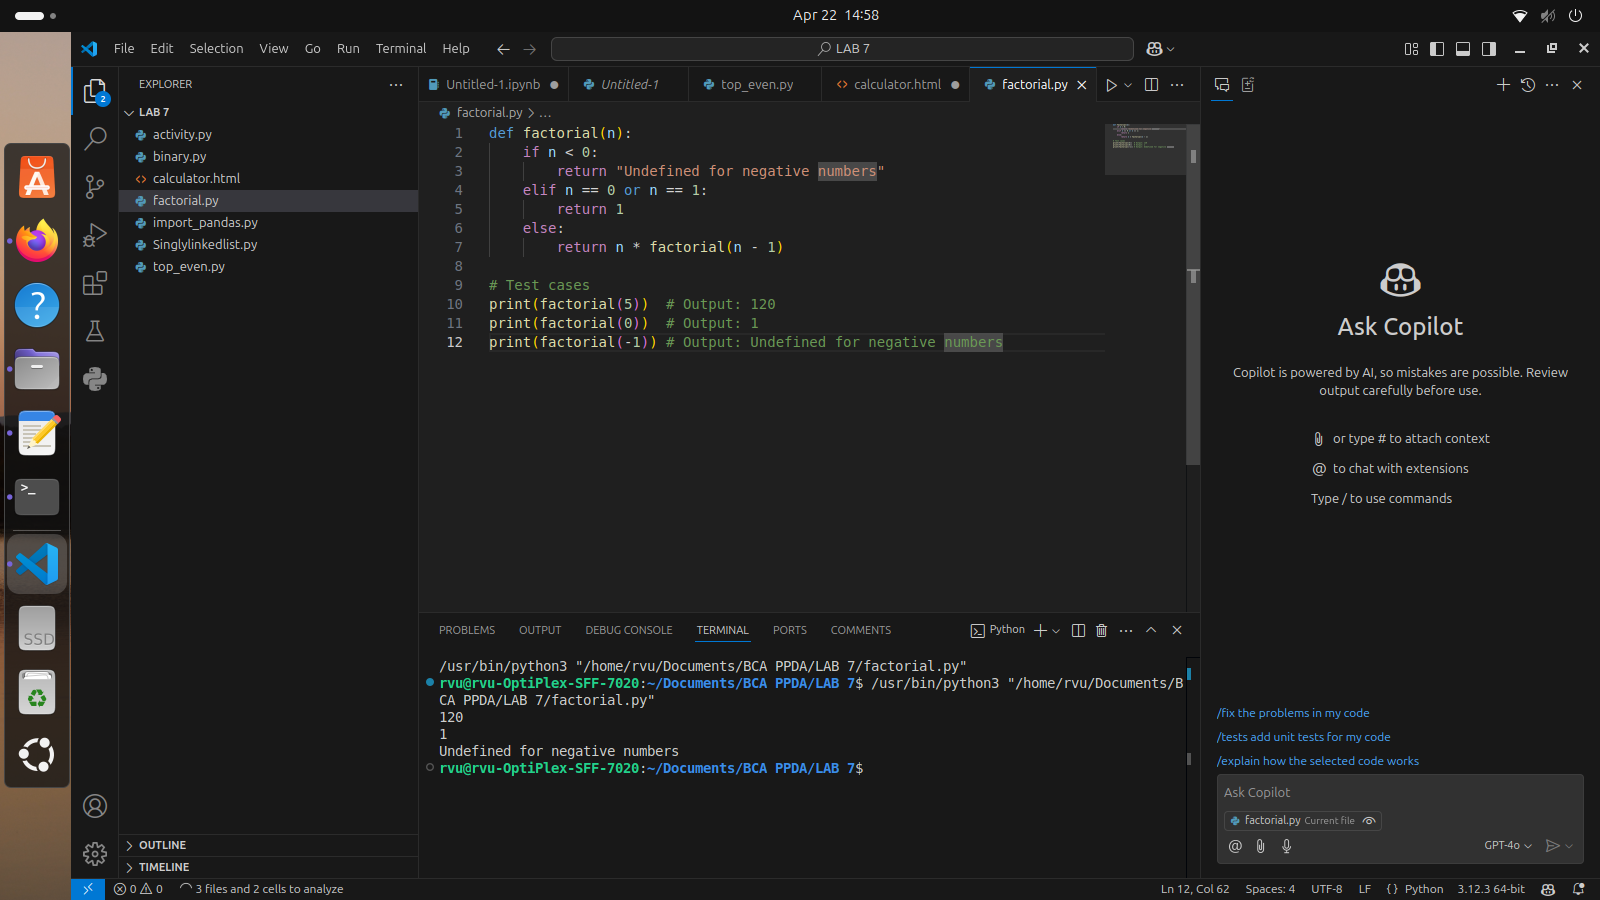 Apr 22 14:58
File Edit Selection View Go Run Terminal Help
LAB 7
EXPLORER
LAB 7
activity.py
binary.py
calculator.html
factorial.py
import_pandas.py
Singlylinkedlist.py
top_even.py
OUTLINE
TIMELINE
Untitled-1.ipynb Untitled-1 top_even.py calculator.html factorial.py
factorial.py > ...
1 def factorial(n):
2 if n < 0:
3 return "Undefined for negative numbers"
4 elif n == 0 or n == 1:
5 return 1
6 else:
7 return n * factorial(n - 1)
8
9 # Test cases
10 print(factorial(5)) # Output: 120
11 print(factorial(0)) # Output: 1
12 print(factorial(-1)) # Output: Undefined for negative numbers
PROBLEMS OUTPUT DEBUG CONSOLE TERMINAL PORTS COMMENTS
Python
/usr/bin/python3 "/home/rvu/Documents/BCA PPDA/LAB 7/factorial.py"
rvu@rvu-OptiPlex-SFF-7020:~/Documents/BCA PPDA/LAB 7$ /usr/bin/python3 "/home/rvu/Documents/B
CA PPDA/LAB 7/factorial.py"
120
1
Undefined for negative numbers
rvu@rvu-OptiPlex-SFF-7020:~/Documents/BCA PPDA/LAB 7$
Ask Copilot
Copilot is powered by AI, so mistakes are possible. Review
output carefully before use.
or type # to attach context
@ to chat with extensions
Type / to use commands
/fix the problems in my code
/tests add unit tests for my code
/explain how the selected code works
Ask Copilot
factorial.py Current file
@ GPT-4o
SSD
2
0 0 3 files and 2 cells to analyze
Ln 12, Col 62 Spaces: 4 UTF-8 LF {} Python 3.12.3 64-bit